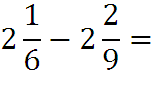 2 1/6 − 2 2/9 =